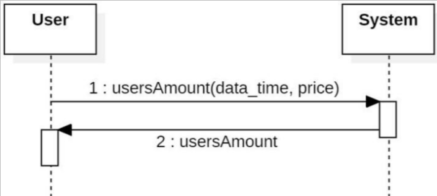 User
System
1 : usersAmount(data_time, price)
2 : usersAmount